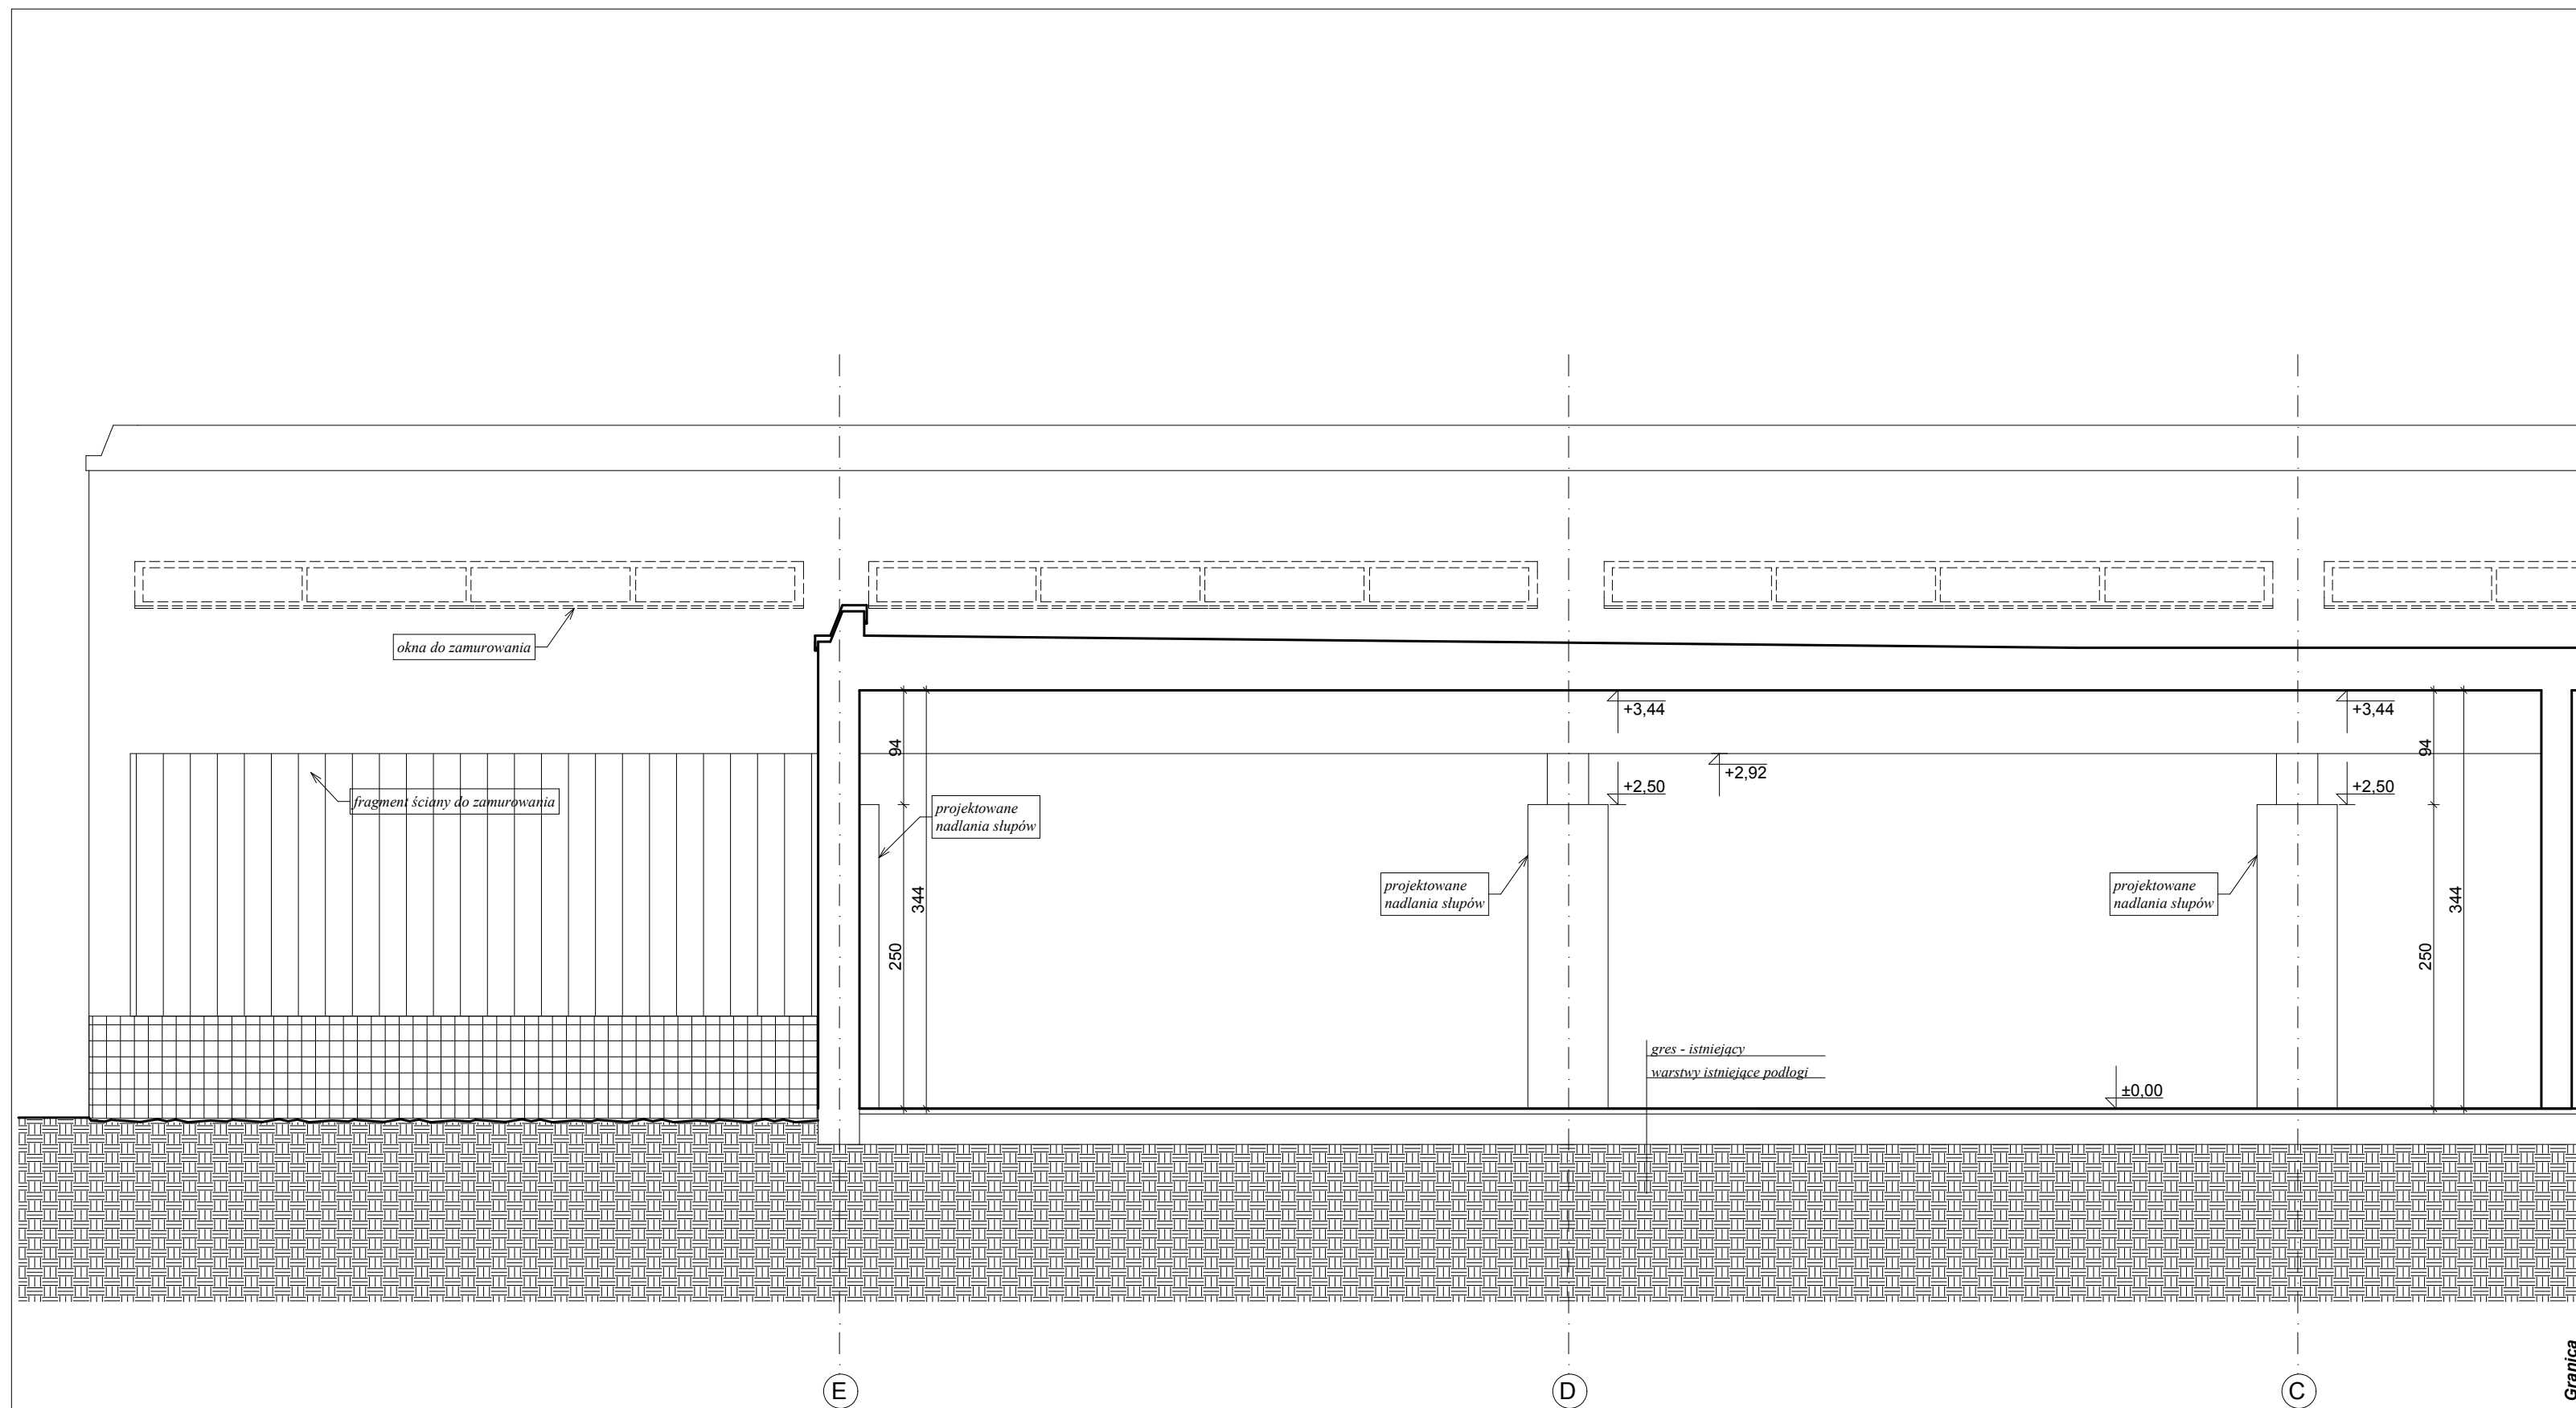 okna do zamurowania
+3,44
+3,44
94
94
+2,92
+2,50
+2,50
fragment ściany do zamurowania
projektowane
nadlania słupów
projektowane
nadlania słupów
projektowane
nadlania słupów
344
344
250
250
gres - istniejący
warstwy istniejące podłogi
±0,00
Granica
E
D
C